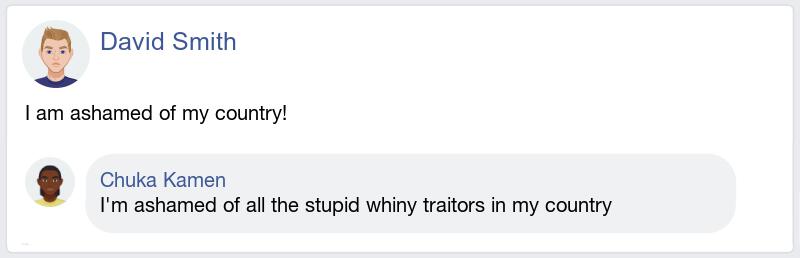 David Smith
I am ashamed of my country!
Chuka Kamen
I'm ashamed of all the stupid whiny traitors in my country